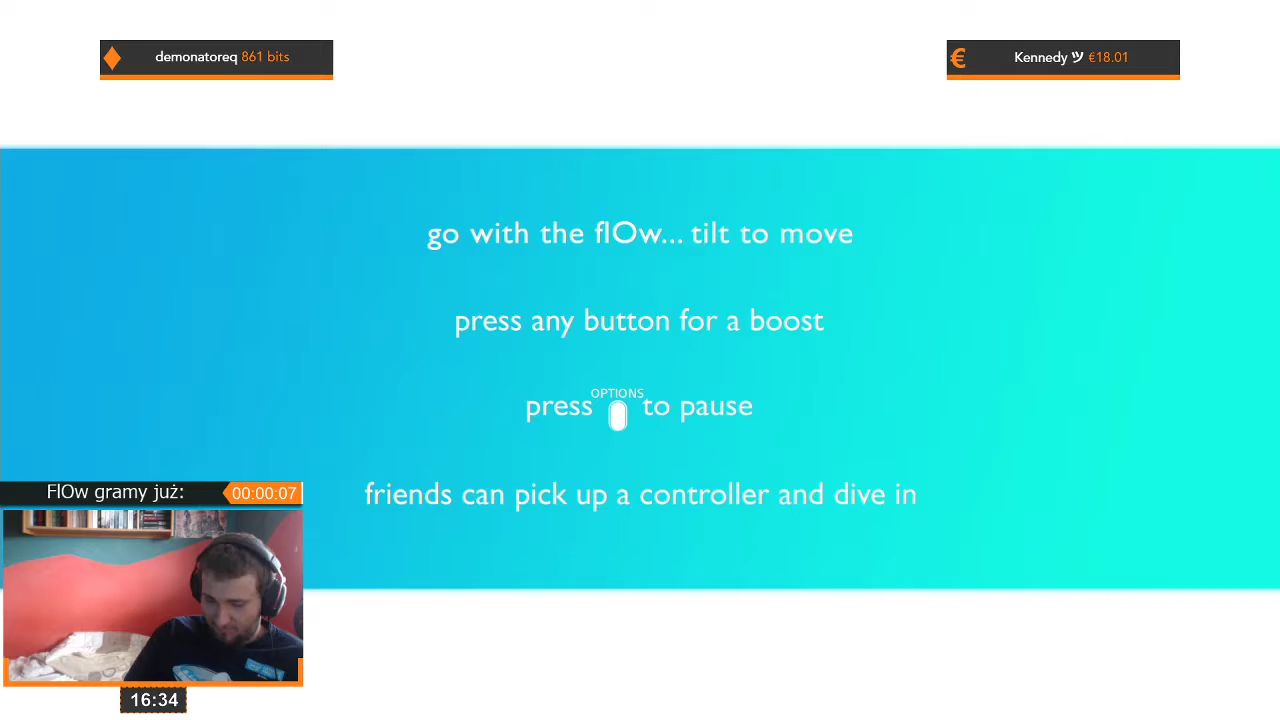 demonatoreq 861 bits
€ Kennedy ツ €18.01
go with the flOw... tilt to move
press any button for a boost
press OPTIONS to pause
friends can pick up a controller and dive in
FlOw gramy już: 00:00:07
16:34